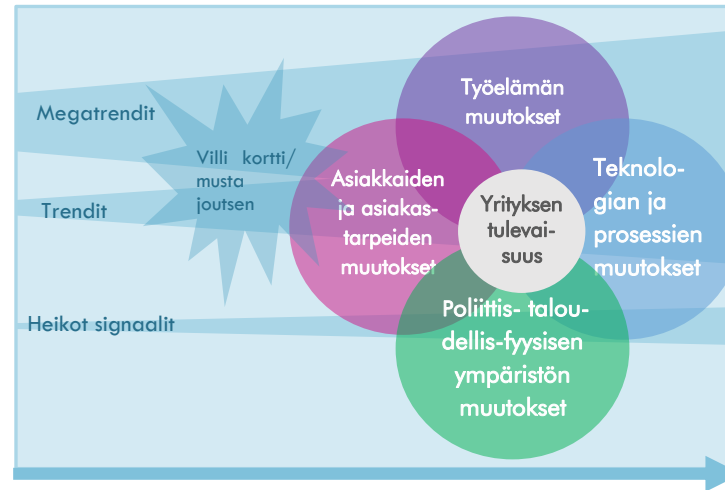 Megatrendit
Trendit
Heikot signaalit
Villi kortti/
musta
joutsen
Työelämän
muutokset
Asiakkaiden
ja asiakas-
tarpeiden
muutokset
Yrityksen
tulevai-
suus
Teknolo-
gian ja
prosessien
muutokset
Poliittis- talou-
dellis-fyysisen
ympäristön
muutokset